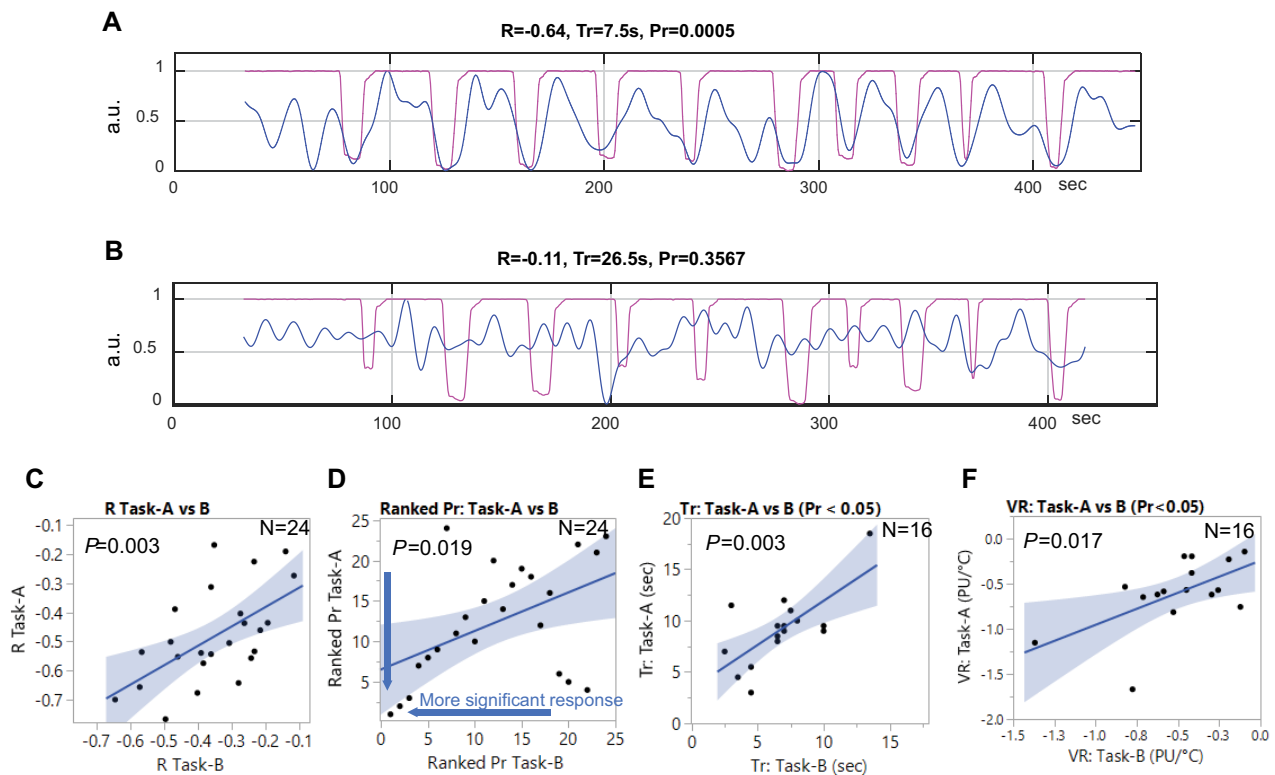 A
R=-0.64, Tr=7.5s, Pr=0.0005
1
0.5
0
a.u.
0 100 200 300 400 sec
B
R=-0.11, Tr=26.5s, Pr=0.3567
1
0.5
0
a.u.
0 100 200 300 400 sec
C
R Task-A vs B
P=0.003
N=24
-0.1
-0.2
-0.3
-0.4
-0.5
-0.6
-0.7
R Task-A
-0.7 -0.6 -0.5 -0.4 -0.3 -0.2 -0.1
R Task-B
D
Ranked Pr: Task-A vs B
P=0.019
N=24
25
20
15
10
5
Ranked Pr Task-A
More significant response
0 5 10 15 20 25
Ranked Pr Task-B
E
Tr: Task-A vs B (Pr < 0.05)
P=0.003
N=16
20
15
10
5
0
Tr: Task-A (sec)
0 5 10 15
Tr: Task-B (sec)
F
VR: Task-A vs B (Pr<0.05)
P=0.017
N=16
0.0
-0.5
-1.0
-1.5
-2.0
VR: Task-A (PU/°C)
-1.5 -1.3 -1.0 -0.8 -0.5 -0.3 0.0
VR: Task-B (PU/°C)